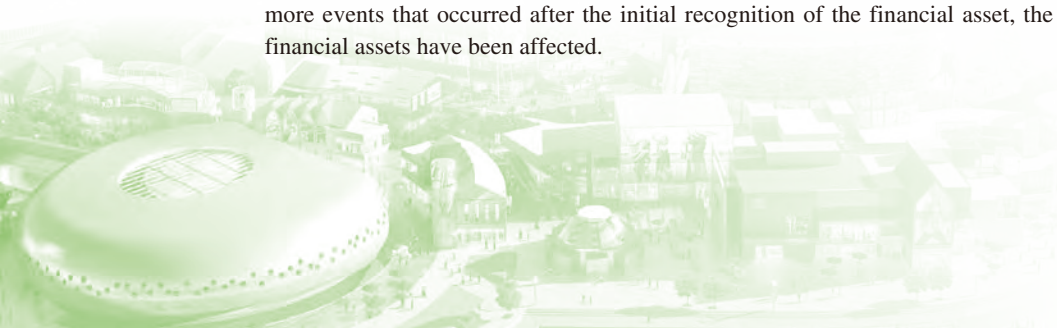 more events that occurred after the initial recognition of the financial asset, the
financial assets have been affected.